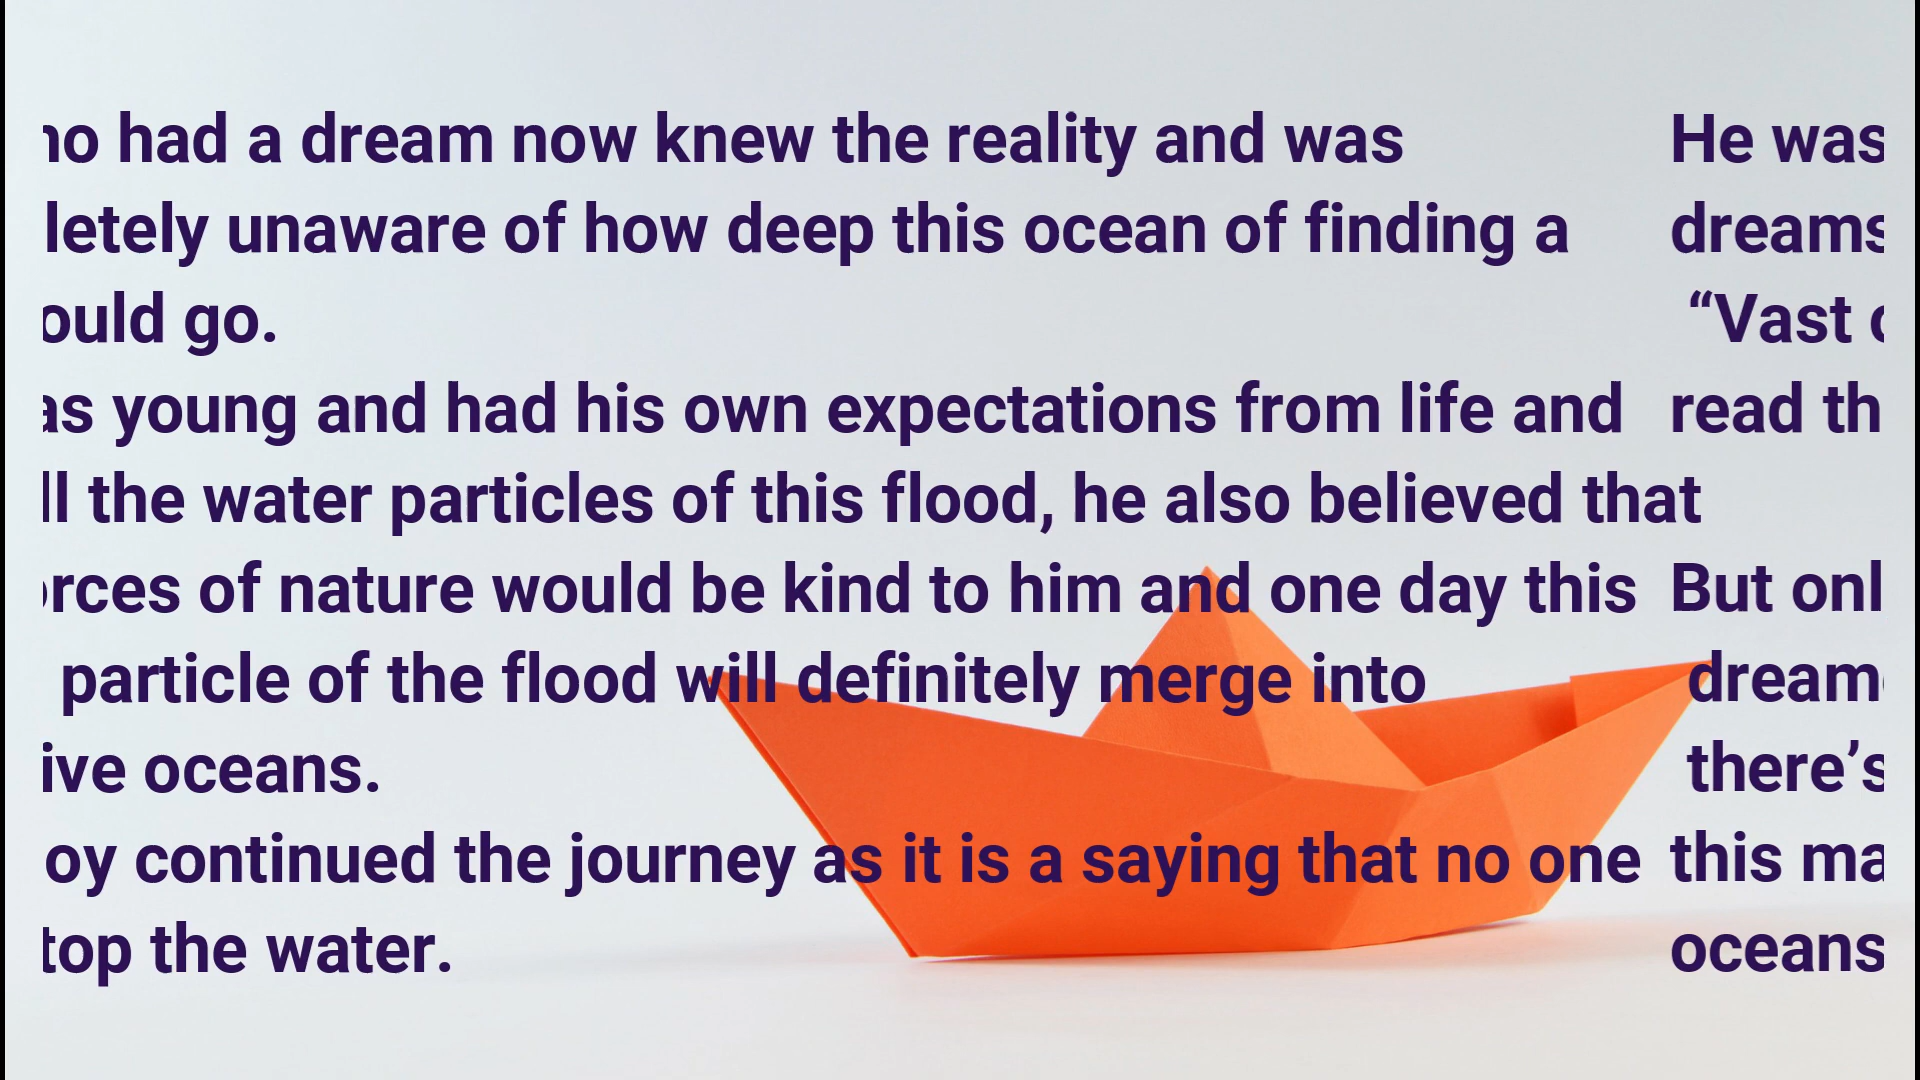 had a dream now knew the reality and was
unaware of how deep this ocean of finding a
go.
young and had his own expectations from life and
the water particles of this flood, he also believed that
of nature would be kind to him and one day this
particle of the flood will definitely merge into
oceans.
continued the journey as it is a saying that no one
the water.
He was
dreams
“Vast
read
But
there’s
this
oceans